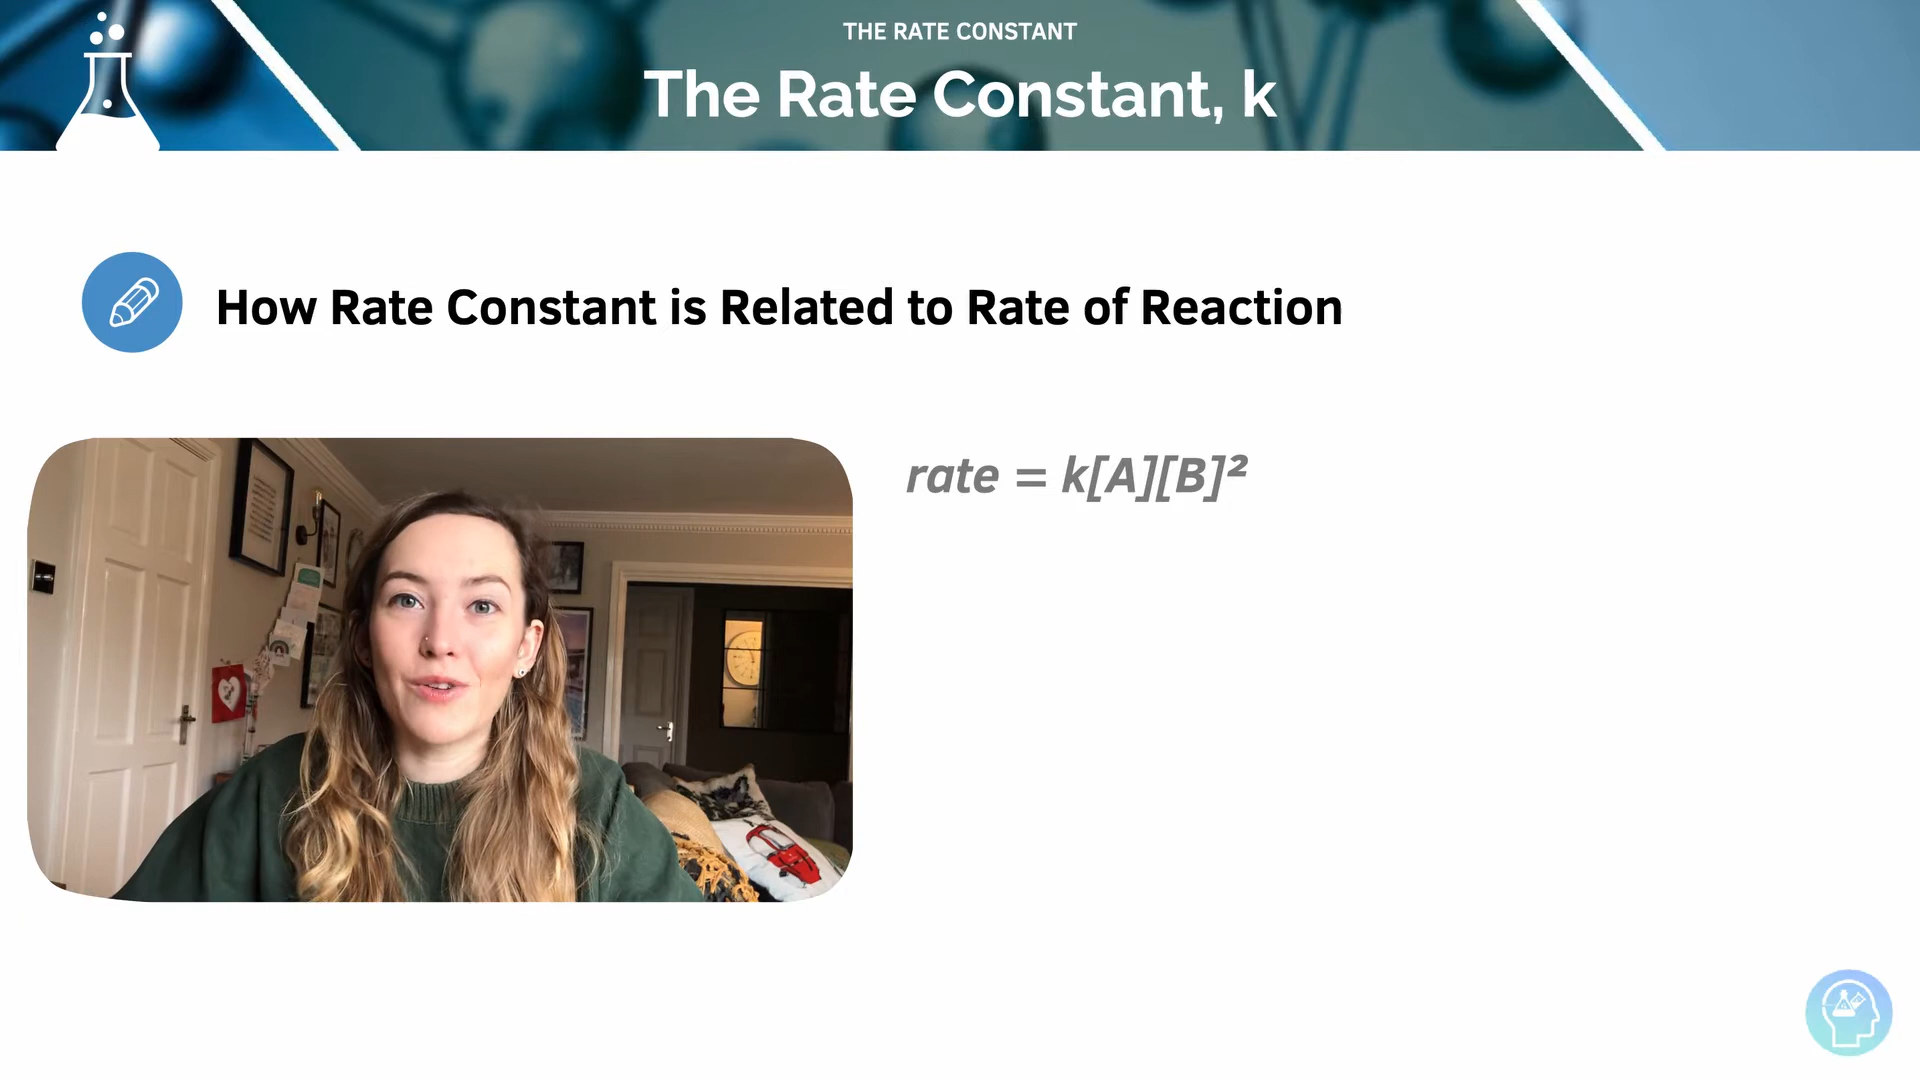 THE RATE CONSTANT
The Rate Constant, k
How Rate Constant is Related to Rate of Reaction
rate = k[A][B]²